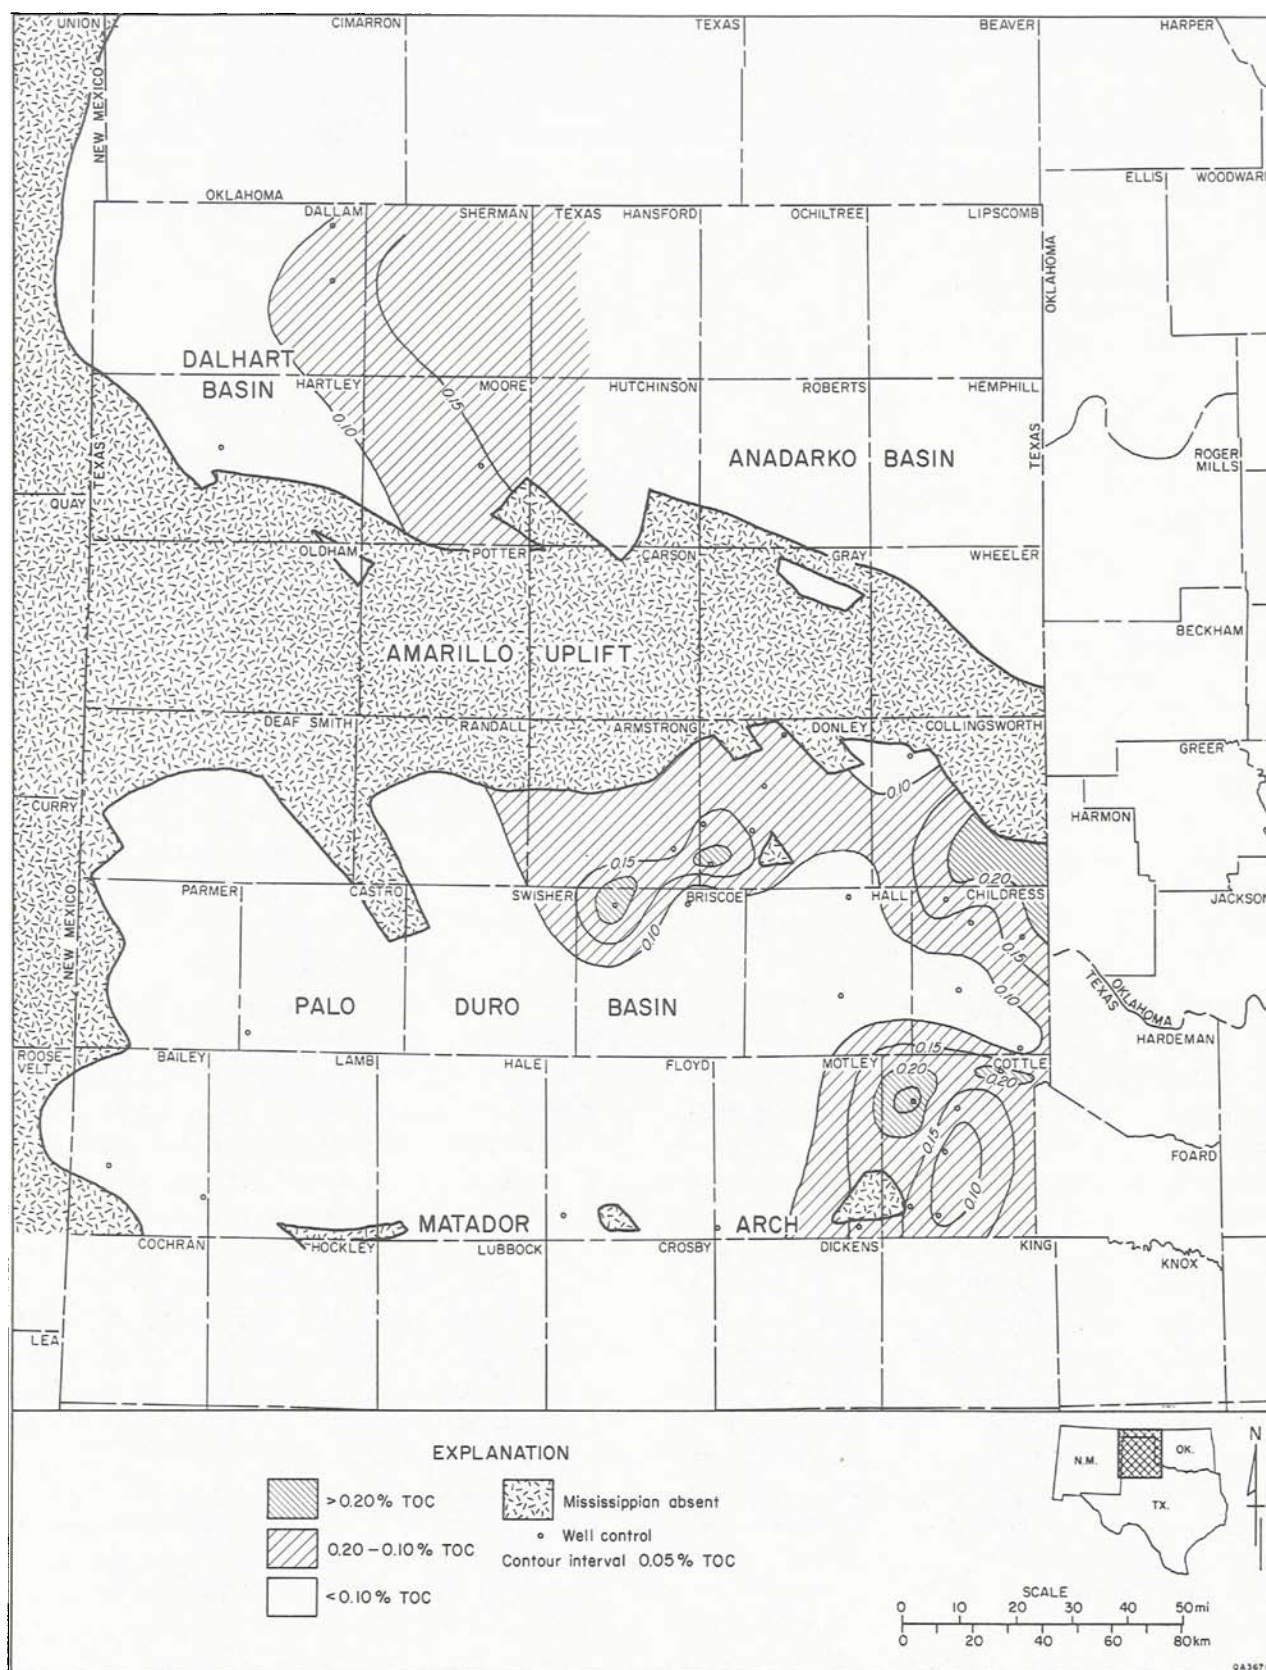 UNION
CIMARRON
TEXAS
BEAVER
HARPER
NEW MEXICO
ELLIS
WOODWARD
OKLAHOMA
DALLAM
SHERMAN
TEXAS
HANSFORD
OCHILTREE
LIPSCOMB
OKLAHOMA
DALHART
BASIN
HARTLEY
MOORE
0.15
HUTCHINSON
ROBERTS
HEMPHILL
0.10
TEXAS
ANADARKO BASIN
TEXAS
ROGER
MILLS
QUAY
OLDHAM
POTTER
CARSON
GRAY
WHEELER
BECKHAM
AMARILLO UPLIFT
DEAF SMITH
RANDALL
ARMSTRONG
DONLEY
COLLINGSWORTH
GREER
CURRY
0.10
HARMON
0.15
0.15
0.20
PARMER
CASTRO
SWISHER
BRISCOE
HALL
CHILDRESS
JACKSON
NEW MEXICO
0.10
0.15
PALO DURO BASIN
0.10
OKLAHOMA
TEXAS
HARDEMAN
ROOSE-
VELT
BAILEY
LAMB
HALE
FLOYD
MOTLEY
0.15
COTTLE
0.20
0.20
0.15
FOARD
0.10
MATADOR ARCH
COCHRAN
HOCKLEY
LUBBOCK
CROSBY
DICKENS
KING
KNOX
LEA
EXPLANATION
>0.20% TOC
Mississippian absent
0.20-0.10% TOC
Well control
Contour interval 0.05% TOC
<0.10% TOC
N.M.
OK.
TX.
N
SCALE
0 10 20 30 40 50 mi
0 20 40 60 80 km